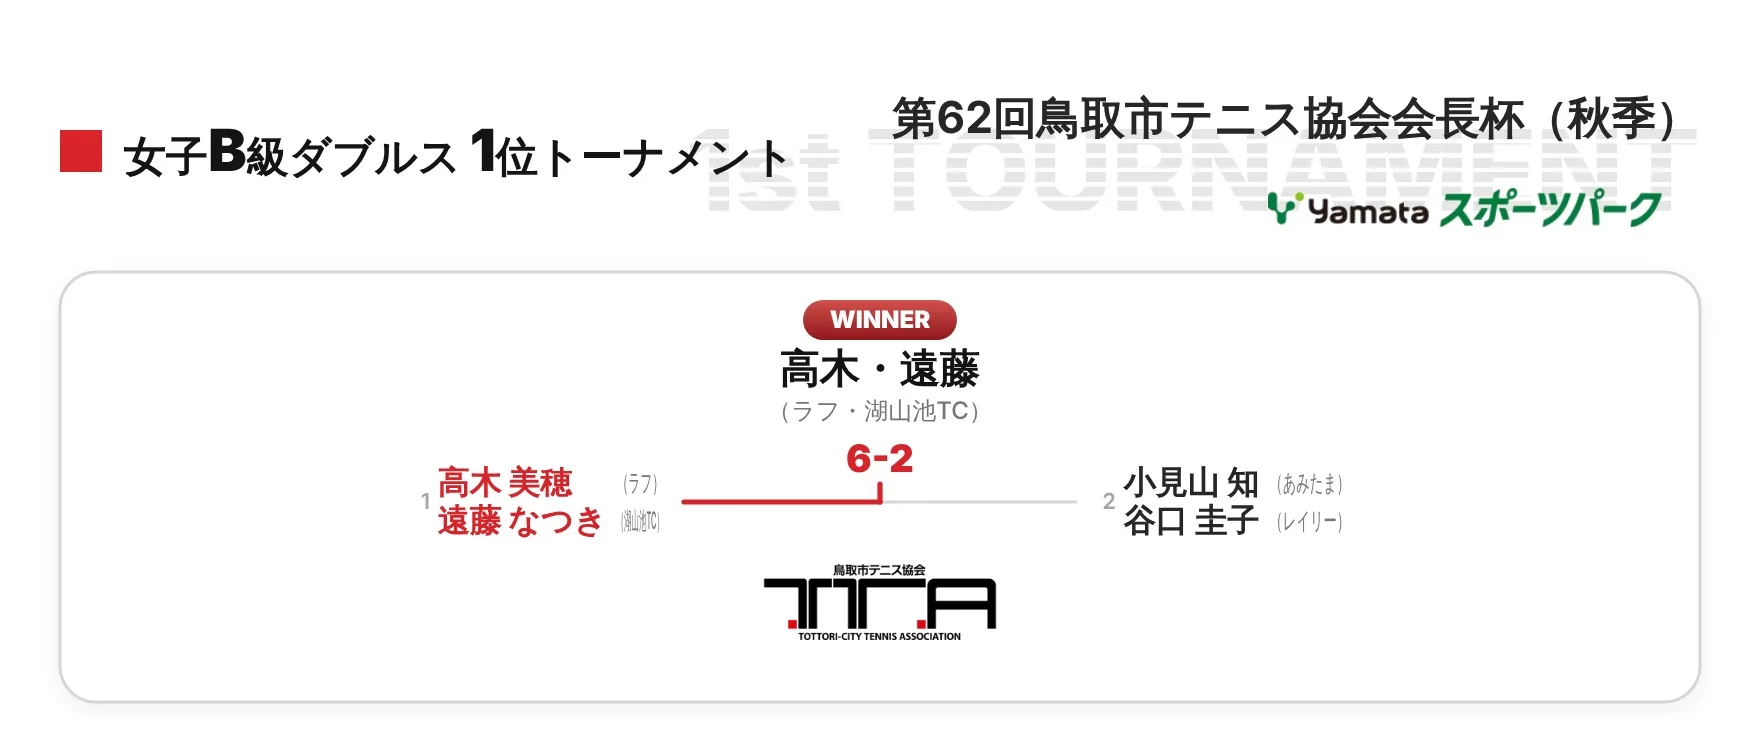 第62回鳥取市テニス協会会長杯（秋季）
女子B級ダブルス 1位トーナメント
1st TOURNAMENT
Yamata スポーツパーク
WINNER
高木・遠藤
（ラフ・湖山池TC）
6-2
1
高木 美穂 （ラフ）
遠藤 なつき （湖山池TC）
2
小見山 知 （あみたま）
谷口 圭子 （レイリー）
鳥取市テニス協会
TTA
TOTTORI-CITY TENNIS ASSOCIATION